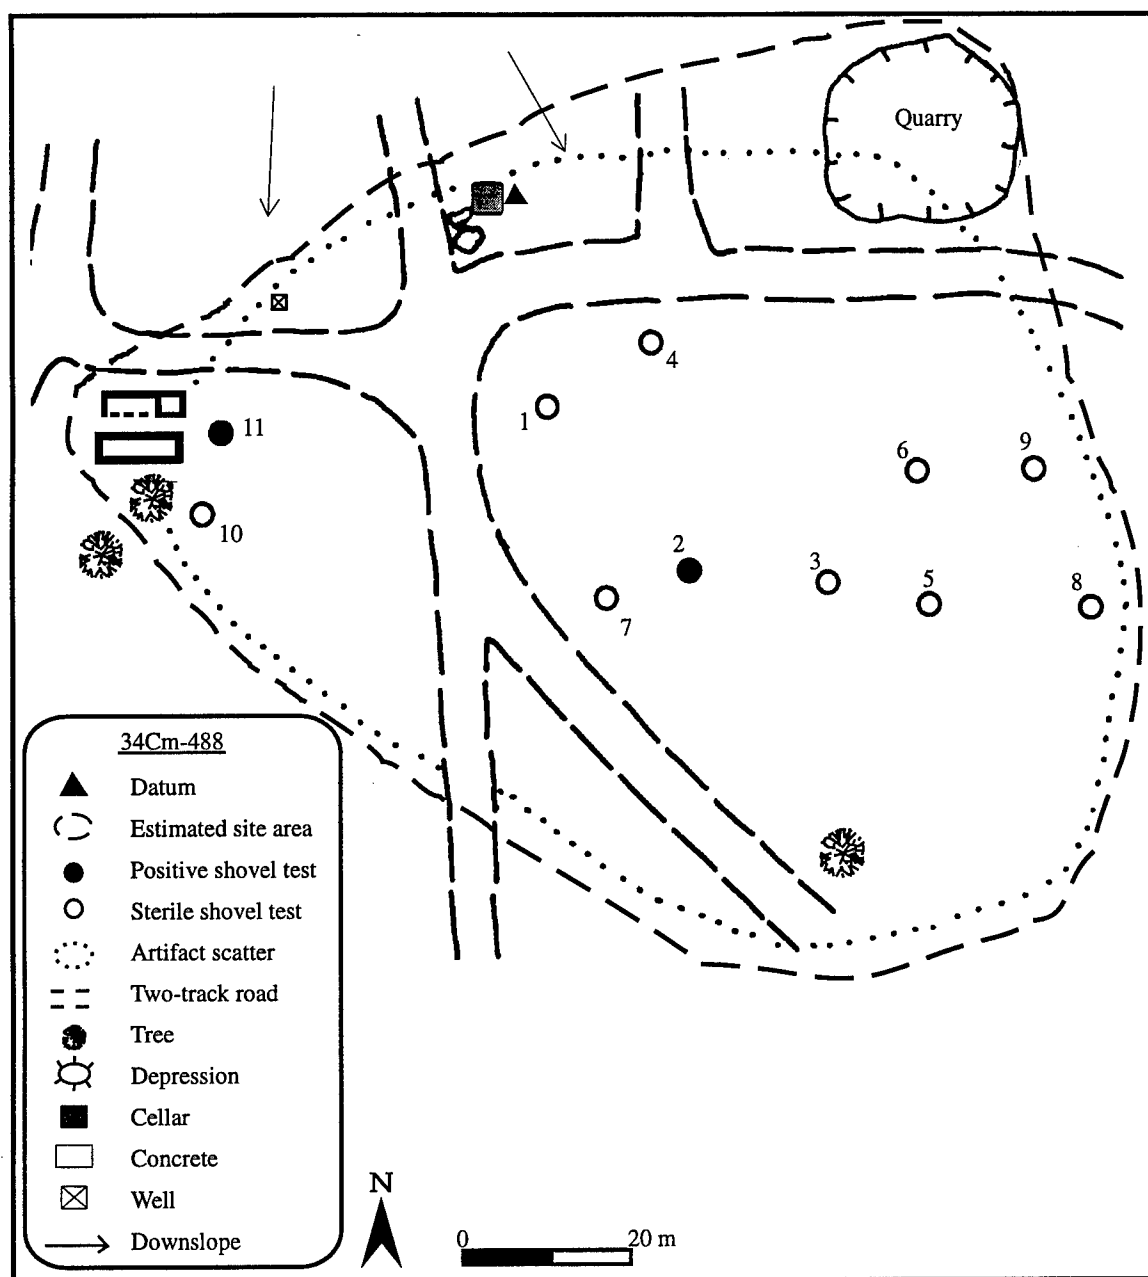 Quarry
4
1
11
6
9
10
2
3
5
8
7
34Cm-488
Datum
Estimated site area
Positive shovel test
Sterile shovel test
Artifact scatter
Two-track road
Tree
Depression
Cellar
Concrete
Well
Downslope
N
0
20 m